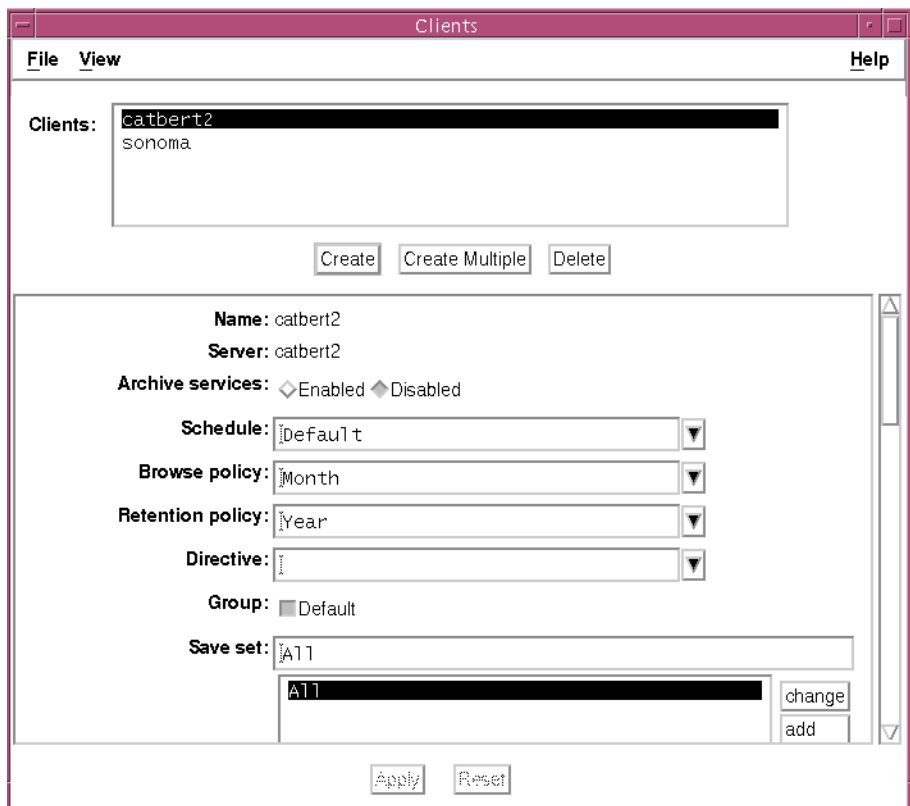 Clients
File View Help
Clients: catbert2
sonoma
Create Create Multiple Delete
Name: catbert2
Server: catbert2
Archive services: Enabled Disabled
Schedule: Default
Browse policy: Month
Retention policy: Year
Directive:
Group: Default
Save set: All
All
change
add
Apply Reset